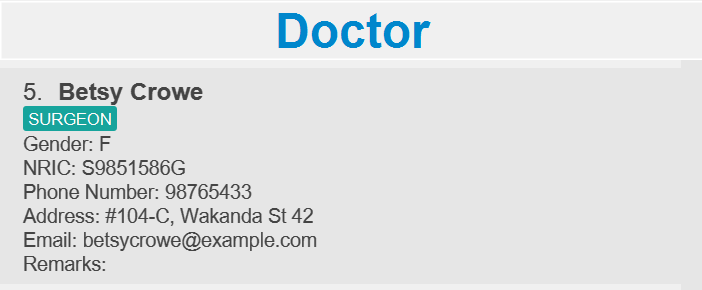 Doctor
5. Betsy Crowe
SURGEON
Gender: F
NRIC: S9851586G
Phone Number: 98765433
Address: #104-C, Wakanda St 42
Email: betsycrowe@example.com
Remarks: